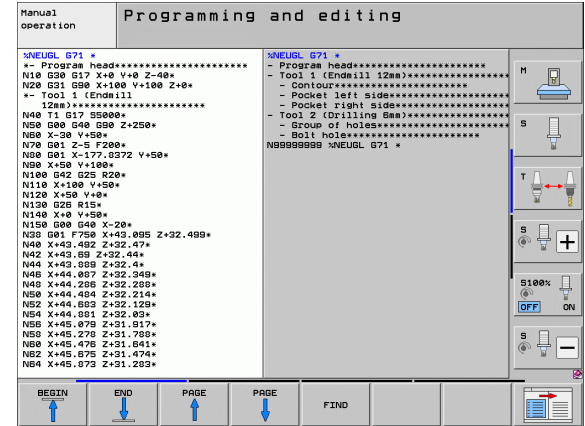 Manual
operation
Programming and editing
%NEUGL G71 *
*- Program head**********************
N10 G30 G17 X+0 Y+0 Z-40*
N20 G31 G90 X+100 Y+100 Z+0*
*- Tool 1 (Endmill
12mm)*********************
N40 T1 G17 S5000*
N50 G00 G40 G90 Z+250*
N60 X-30 Y+50*
N70 G01 Z-5 F200*
N80 G01 X-177.8372 Y+50*
N90 X+50 Y+100*
N100 G42 G25 R20*
N110 X+100 Y+50*
N120 X+50 Y+0*
N130 G26 R15*
N140 X+0 Y+50*
N150 G00 G40 X-20*
N38 G01 F750 X+43.095 Z+32.499*
N40 X+43.492 Z+32.47*
N42 X+43.69 Z+32.44*
N44 X+43.889 Z+32.4*
N46 X+44.087 Z+32.349*
N48 X+44.286 Z+32.288*
N50 X+44.484 Z+32.214*
N52 X+44.683 Z+32.129*
N54 X+44.881 Z+32.03*
N56 X+45.079 Z+31.917*
N58 X+45.278 Z+31.788*
N60 X+45.476 Z+31.641*
N62 X+45.675 Z+31.474*
N64 X+45.873 Z+31.283*
%NEUGL G71 *
- Program head**********************
- Tool 1 (Endmill 12mm)*****************
- Contour**********************
- Pocket left side*******************
- Pocket right side******************
- Tool 2 (Drilling 6mm)*****************
- Group of holes*********************
- Bolt hole**********************
N99999999 %NEUGL G71 *
M
S
T
S
+
S100%
OFF ON
S
-
BEGIN
END
PAGE
PAGE
FIND